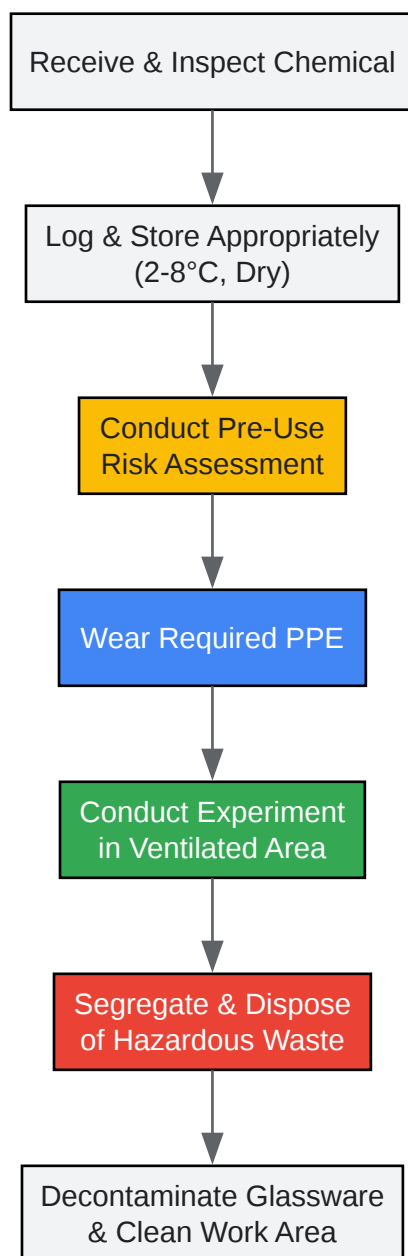 Receive & Inspect Chemical
Log & Store Appropriately
(2-8°C, Dry)
Conduct Pre-Use
Risk Assessment
Wear Required PPE
Conduct Experiment
in Ventilated Area
Segregate & Dispose
of Hazardous Waste
Decontaminate Glassware
& Clean Work Area